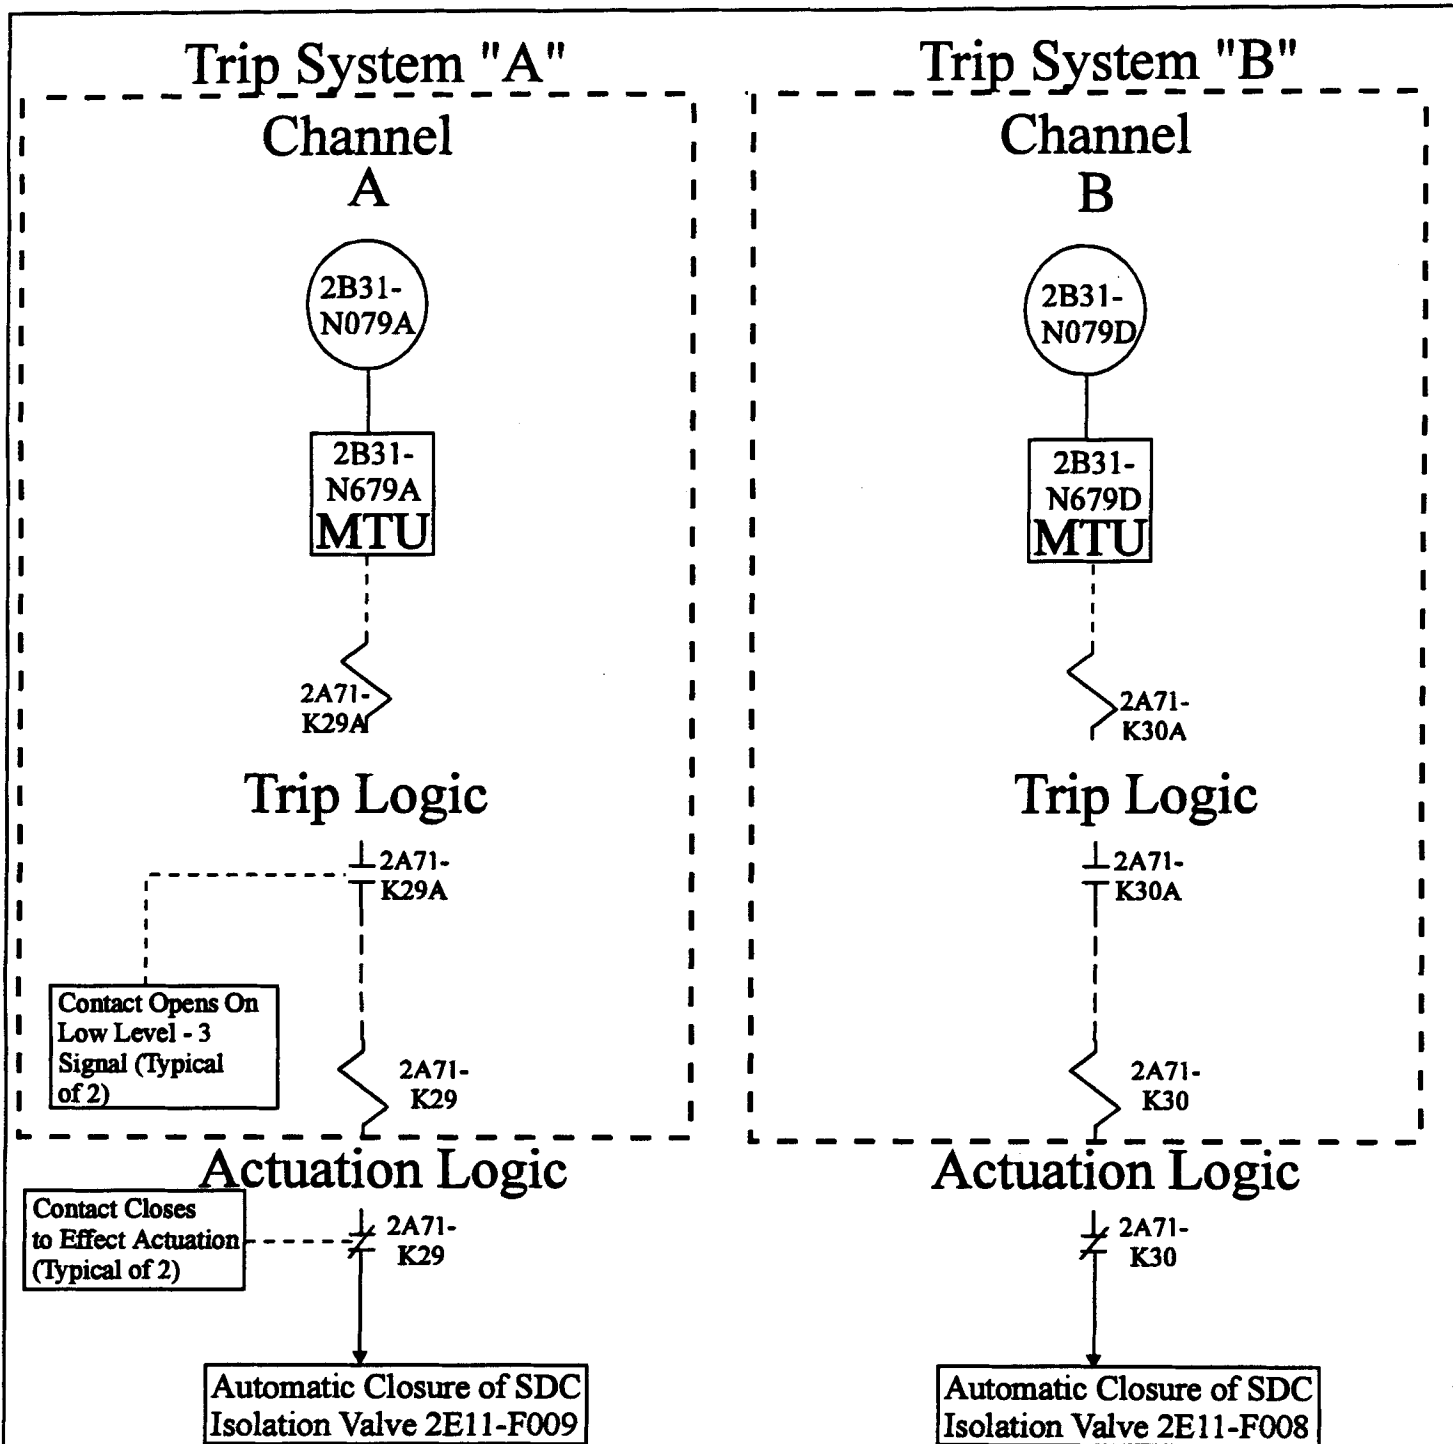 Trip System "A"
Channel
A
2B31-
N079A
2B31-
N679A
MTU
2A71-
K29A
Trip Logic
2A71-
K29A
Contact Opens On
Low Level - 3
Signal (Typical
of 2)
2A71-
K29
Actuation Logic
Contact Closes
to Effect Actuation
(Typical of 2)
2A71-
K29
Automatic Closure of SDC
Isolation Valve 2E11-F009
Trip System "B"
Channel
B
2B31-
N079D
2B31-
N679D
MTU
2A71-
K30A
Trip Logic
2A71-
K30A
2A71-
K30
Actuation Logic
2A71-
K30
Automatic Closure of SDC
Isolation Valve 2E11-F008